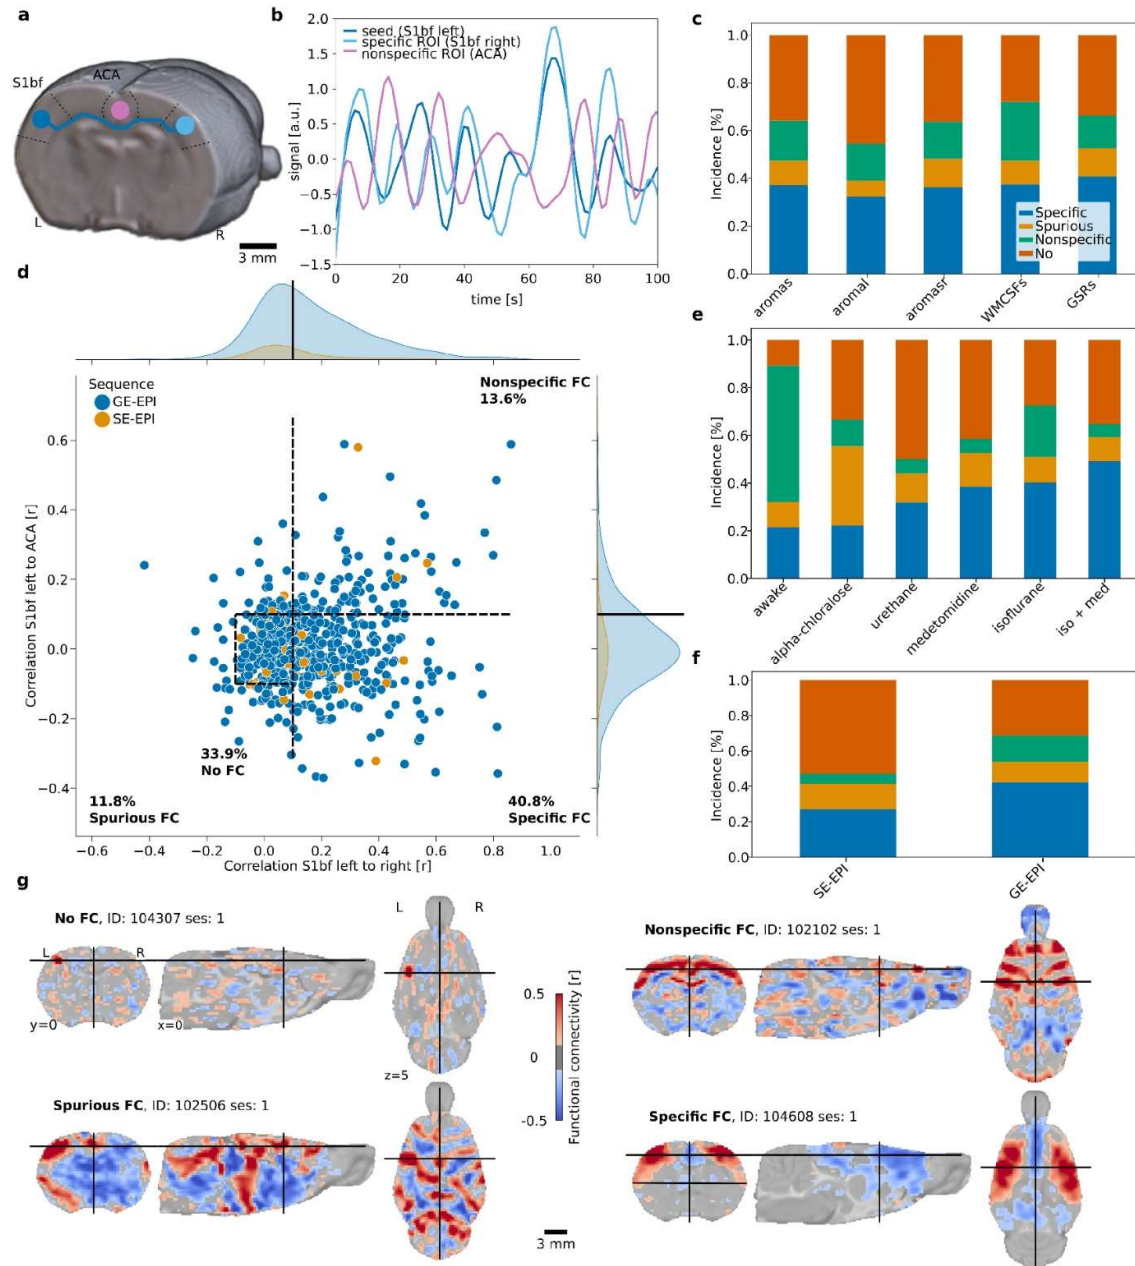 a
S1bf
ACA
L
R
3 mm
b
signal [a.u.]
2.0
1.5
1.0
0.5
0.0
-0.5
-1.0
-1.5
seed (S1bf left)
specific ROI (S1bf right)
nonspecific ROI (ACA)
0 20 40 60 80 100
time [s]
c
Incidence [%]
1.0
0.8
0.6
0.4
0.2
0.0
Specific
Spurious
Nonspecific
No
aromas aromal aromasr WMCSFs GSRs
d
Sequence
GE-EPI
SE-EPI
Nonspecific FC
13.6%
Correlation S1bf left to ACA [r]
0.6
0.4
0.2
0.0
−0.2
−0.4
33.9%
No FC
11.8%
Spurious FC
40.8%
Specific FC
−0.6 −0.4 −0.2 0.0 0.2 0.4 0.6 0.8 1.0
Correlation S1bf left to right [r]
e
Incidence [%]
1.0
0.8
0.6
0.4
0.2
0.0
awake alpha-chloralose urethane medetomidine isoflurane iso + med
f
Incidence [%]
1.0
0.8
0.6
0.4
0.2
0.0
SE-EPI GE-EPI
g
No FC, ID: 104307 ses: 1
L R
L R
y=0
x=0
z=5
0.5
0
-0.5
Functional connectivity [r]
Nonspecific FC, ID: 102102 ses: 1
Spurious FC, ID: 102506 ses: 1
3 mm
Specific FC, ID: 104608 ses: 1